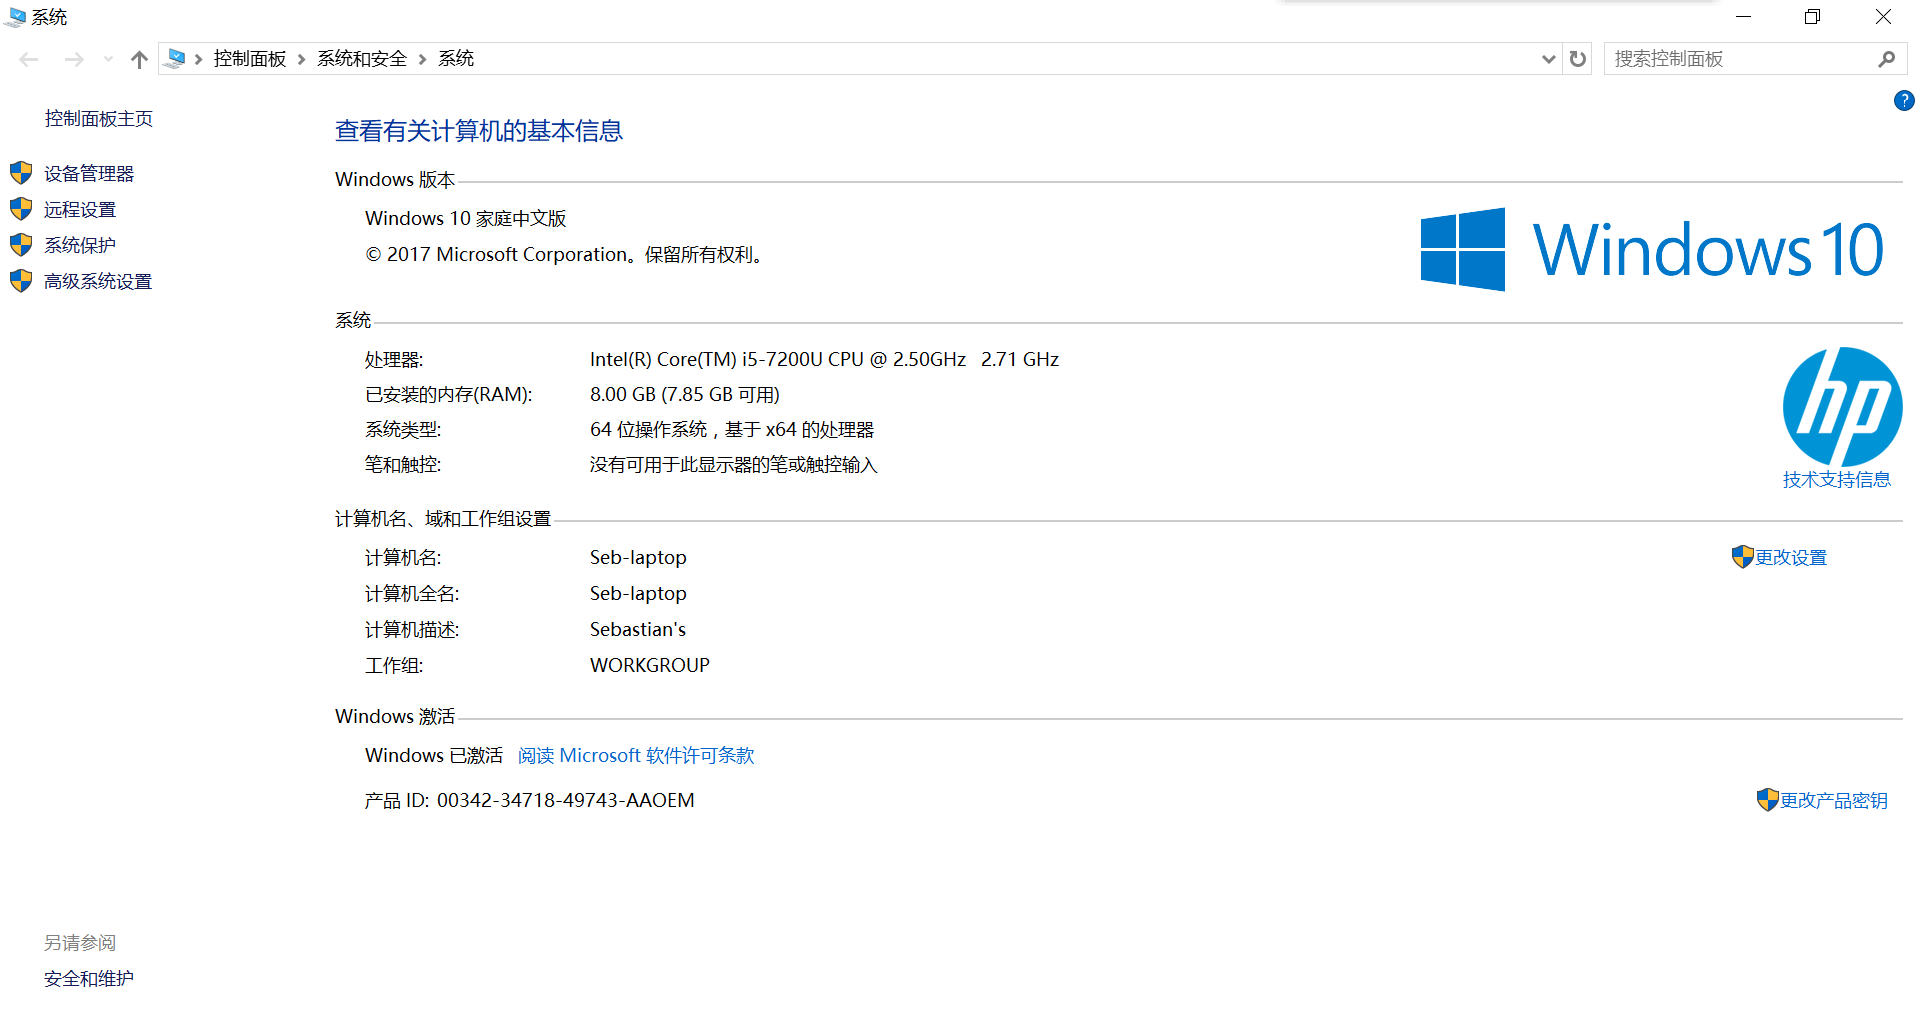 系统
控制面板 系统和安全 系统
搜索控制面板
?
控制面板主页
设备管理器
远程设置
系统保护
高级系统设置
查看有关计算机的基本信息
Windows 版本
Windows 10 家庭中文版
© 2017 Microsoft Corporation。保留所有权利。
Windows 10
系统
处理器: Intel(R) Core(TM) i5-7200U CPU @ 2.50GHz 2.71 GHz
已安装的内存(RAM): 8.00 GB (7.85 GB 可用)
系统类型: 64 位操作系统，基于 x64 的处理器
笔和触控: 没有可用于此显示器的笔或触控输入
hp
技术支持信息
计算机名、域和工作组设置
计算机名: Seb-laptop 更改设置
计算机全名: Seb-laptop
计算机描述: Sebastian's
工作组: WORKGROUP
Windows 激活
Windows 已激活 阅读 Microsoft 软件许可条款
产品 ID: 00342-34718-49743-AAOEM 更改产品密钥
另请参阅
安全和维护